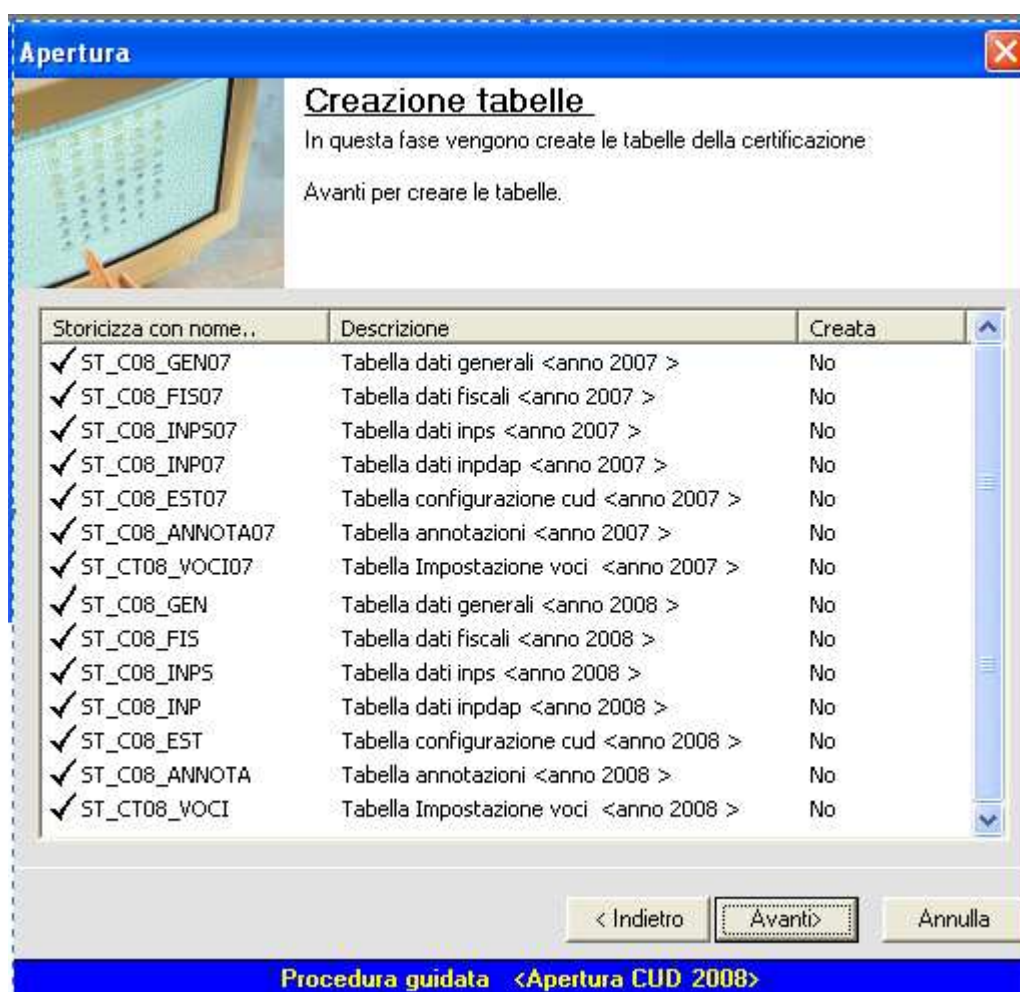 Apertura
Creazione tabelle
In questa fase vengono create le tabelle della certificazione
Avanti per creare le tabelle.
Storicizza con nome.. Descrizione Creata
ST_C08_GEN07 Tabella dati generali <anno 2007 > No
ST_C08_FIS07 Tabella dati fiscali <anno 2007 > No
ST_C08_INPS07 Tabella dati inps <anno 2007 > No
ST_C08_INP07 Tabella dati inpdap <anno 2007 > No
ST_C08_EST07 Tabella configurazione cud <anno 2007 > No
ST_C08_ANNOTA07 Tabella annotazioni <anno 2007 > No
ST_CT08_VOCI07 Tabella Impostazione voci <anno 2007 > No
ST_C08_GEN Tabella dati generali <anno 2008 > No
ST_C08_FIS Tabella dati fiscali <anno 2008 > No
ST_C08_INPS Tabella dati inps <anno 2008 > No
ST_C08_INP Tabella dati inpdap <anno 2008 > No
ST_C08_EST Tabella configurazione cud <anno 2008 > No
ST_C08_ANNOTA Tabella annotazioni <anno 2008 > No
ST_CT08_VOCI Tabella Impostazione voci <anno 2008 > No
< Indietro Avanti> Annulla
Procedura guidata <Apertura CUD 2008>